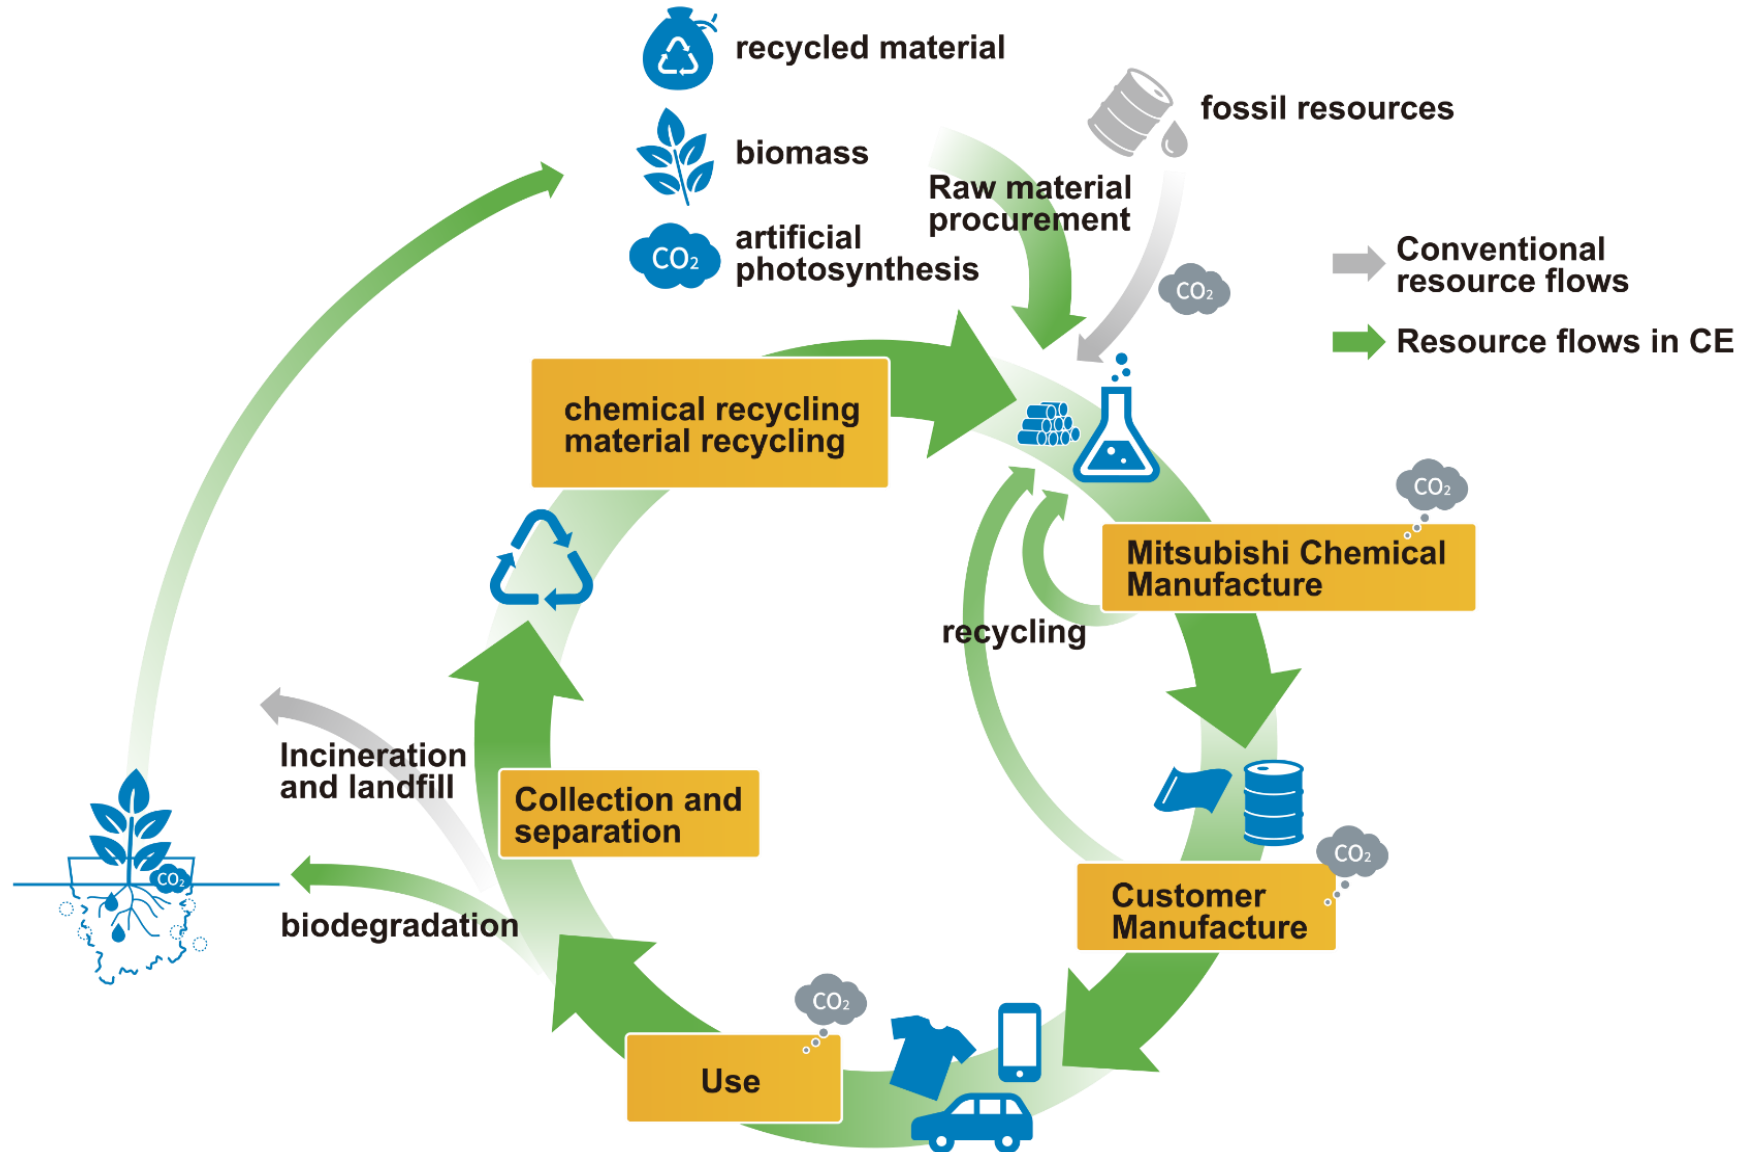 recycled material
fossil resources
biomass
Raw material
procurement
artificial
photosynthesis
CO₂
CO₂
Conventional
resource flows
Resource flows in CE
chemical recycling
material recycling
CO₂
Mitsubishi Chemical
Manufacture
recycling
Incineration
and landfill
Collection and
separation
CO₂
CO₂
Customer
Manufacture
biodegradation
CO₂
Use